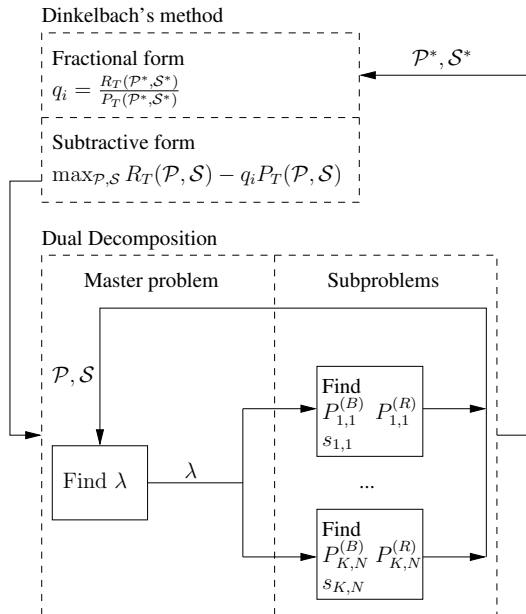 Dinkelbach's method
Fractional form
q_i = R_T(𝒫*,𝒮*) / P_T(𝒫*,𝒮*)
𝒫*, 𝒮*
Subtractive form
max_{𝒫,𝒮} R_T(𝒫, 𝒮) − q_i P_T(𝒫, 𝒮)
Dual Decomposition
Master problem
Subproblems
𝒫, 𝒮
Find λ
λ
Find
P_{1,1}^{(B)} P_{1,1}^{(R)}
s_{1,1}
...
Find
P_{K,N}^{(B)} P_{K,N}^{(R)}
s_{K,N}